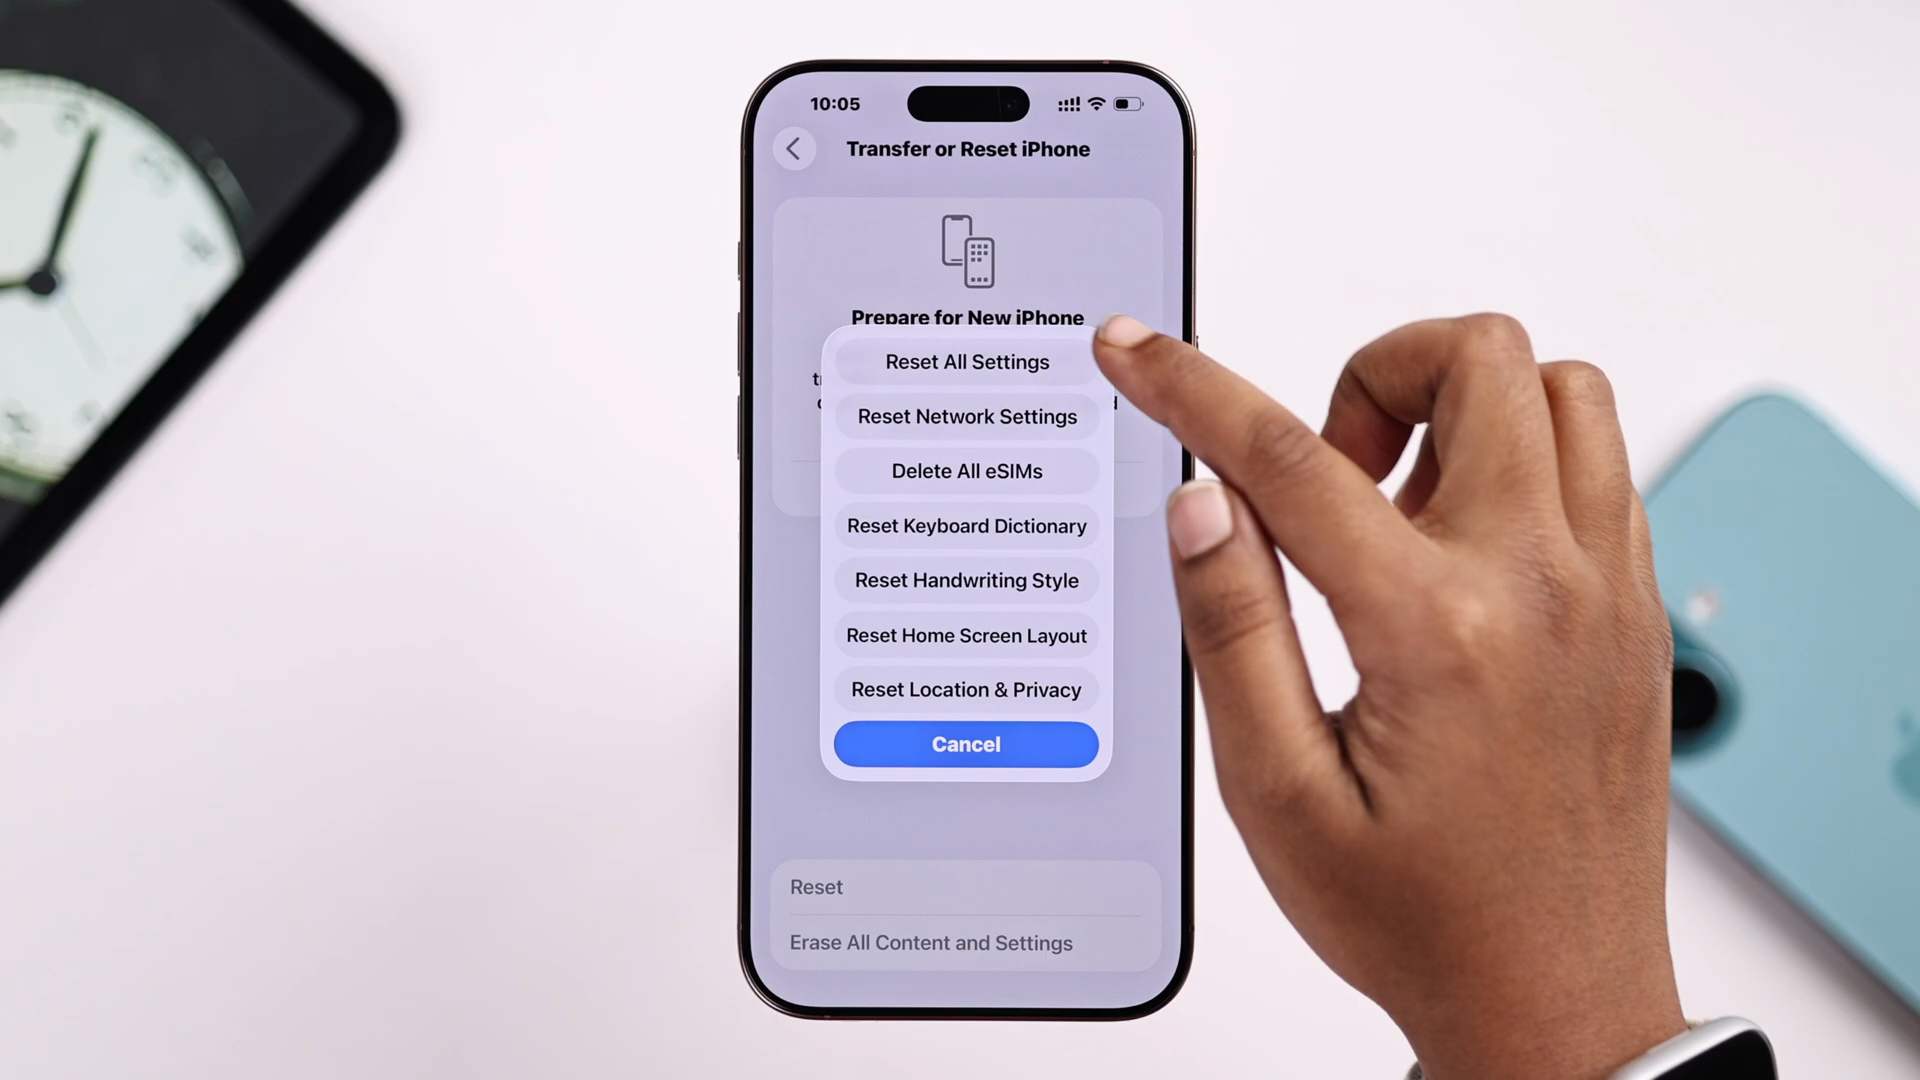 10:05
Transfer or Reset iPhone
Prepare for New iPhone
Reset All Settings
Reset Network Settings
Delete All eSIMs
Reset Keyboard Dictionary
Reset Handwriting Style
Reset Home Screen Layout
Reset Location & Privacy
Cancel
Reset
Erase All Content and Settings